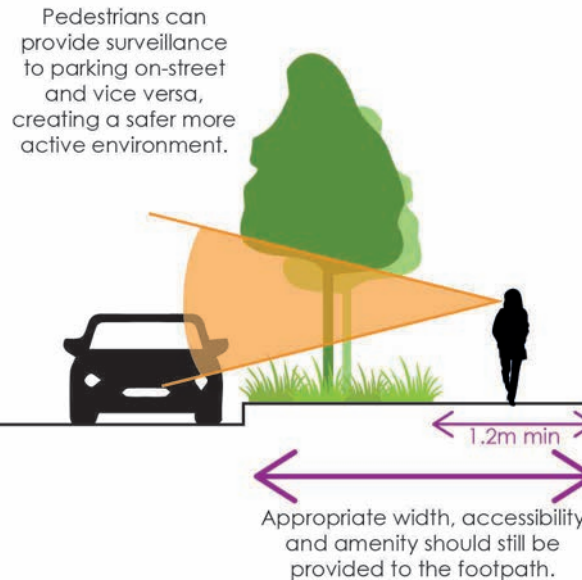 Pedestrians can
provide surveillance
to parking on-street
and vice versa,
creating a safer more
active environment.
1.2m min
Appropriate width, accessibility
and amenity should still be
provided to the footpath.